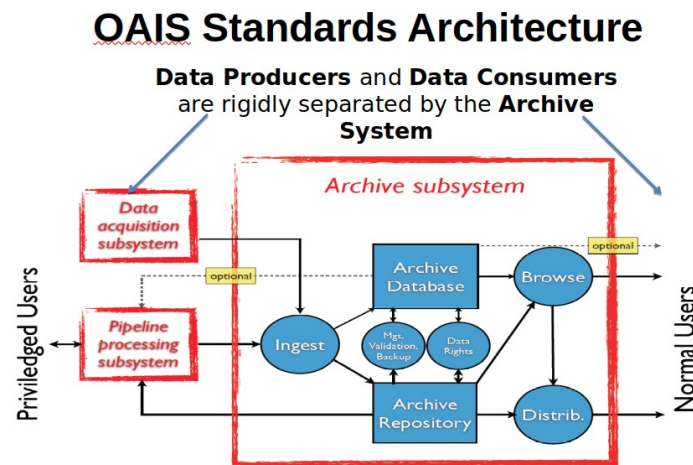 OAIS Standards Architecture
Data Producers and Data Consumers
are rigidly separated by the Archive
System
Archive subsystem
Data
acquisition
subsystem
optional
optional
Archive
Database
Browse
Priviledged Users
Pipeline
processing
subsystem
Ingest
Mgt,
Validation,
Backup
Data
Rights
Normal Users
Archive
Repository
Distrib.